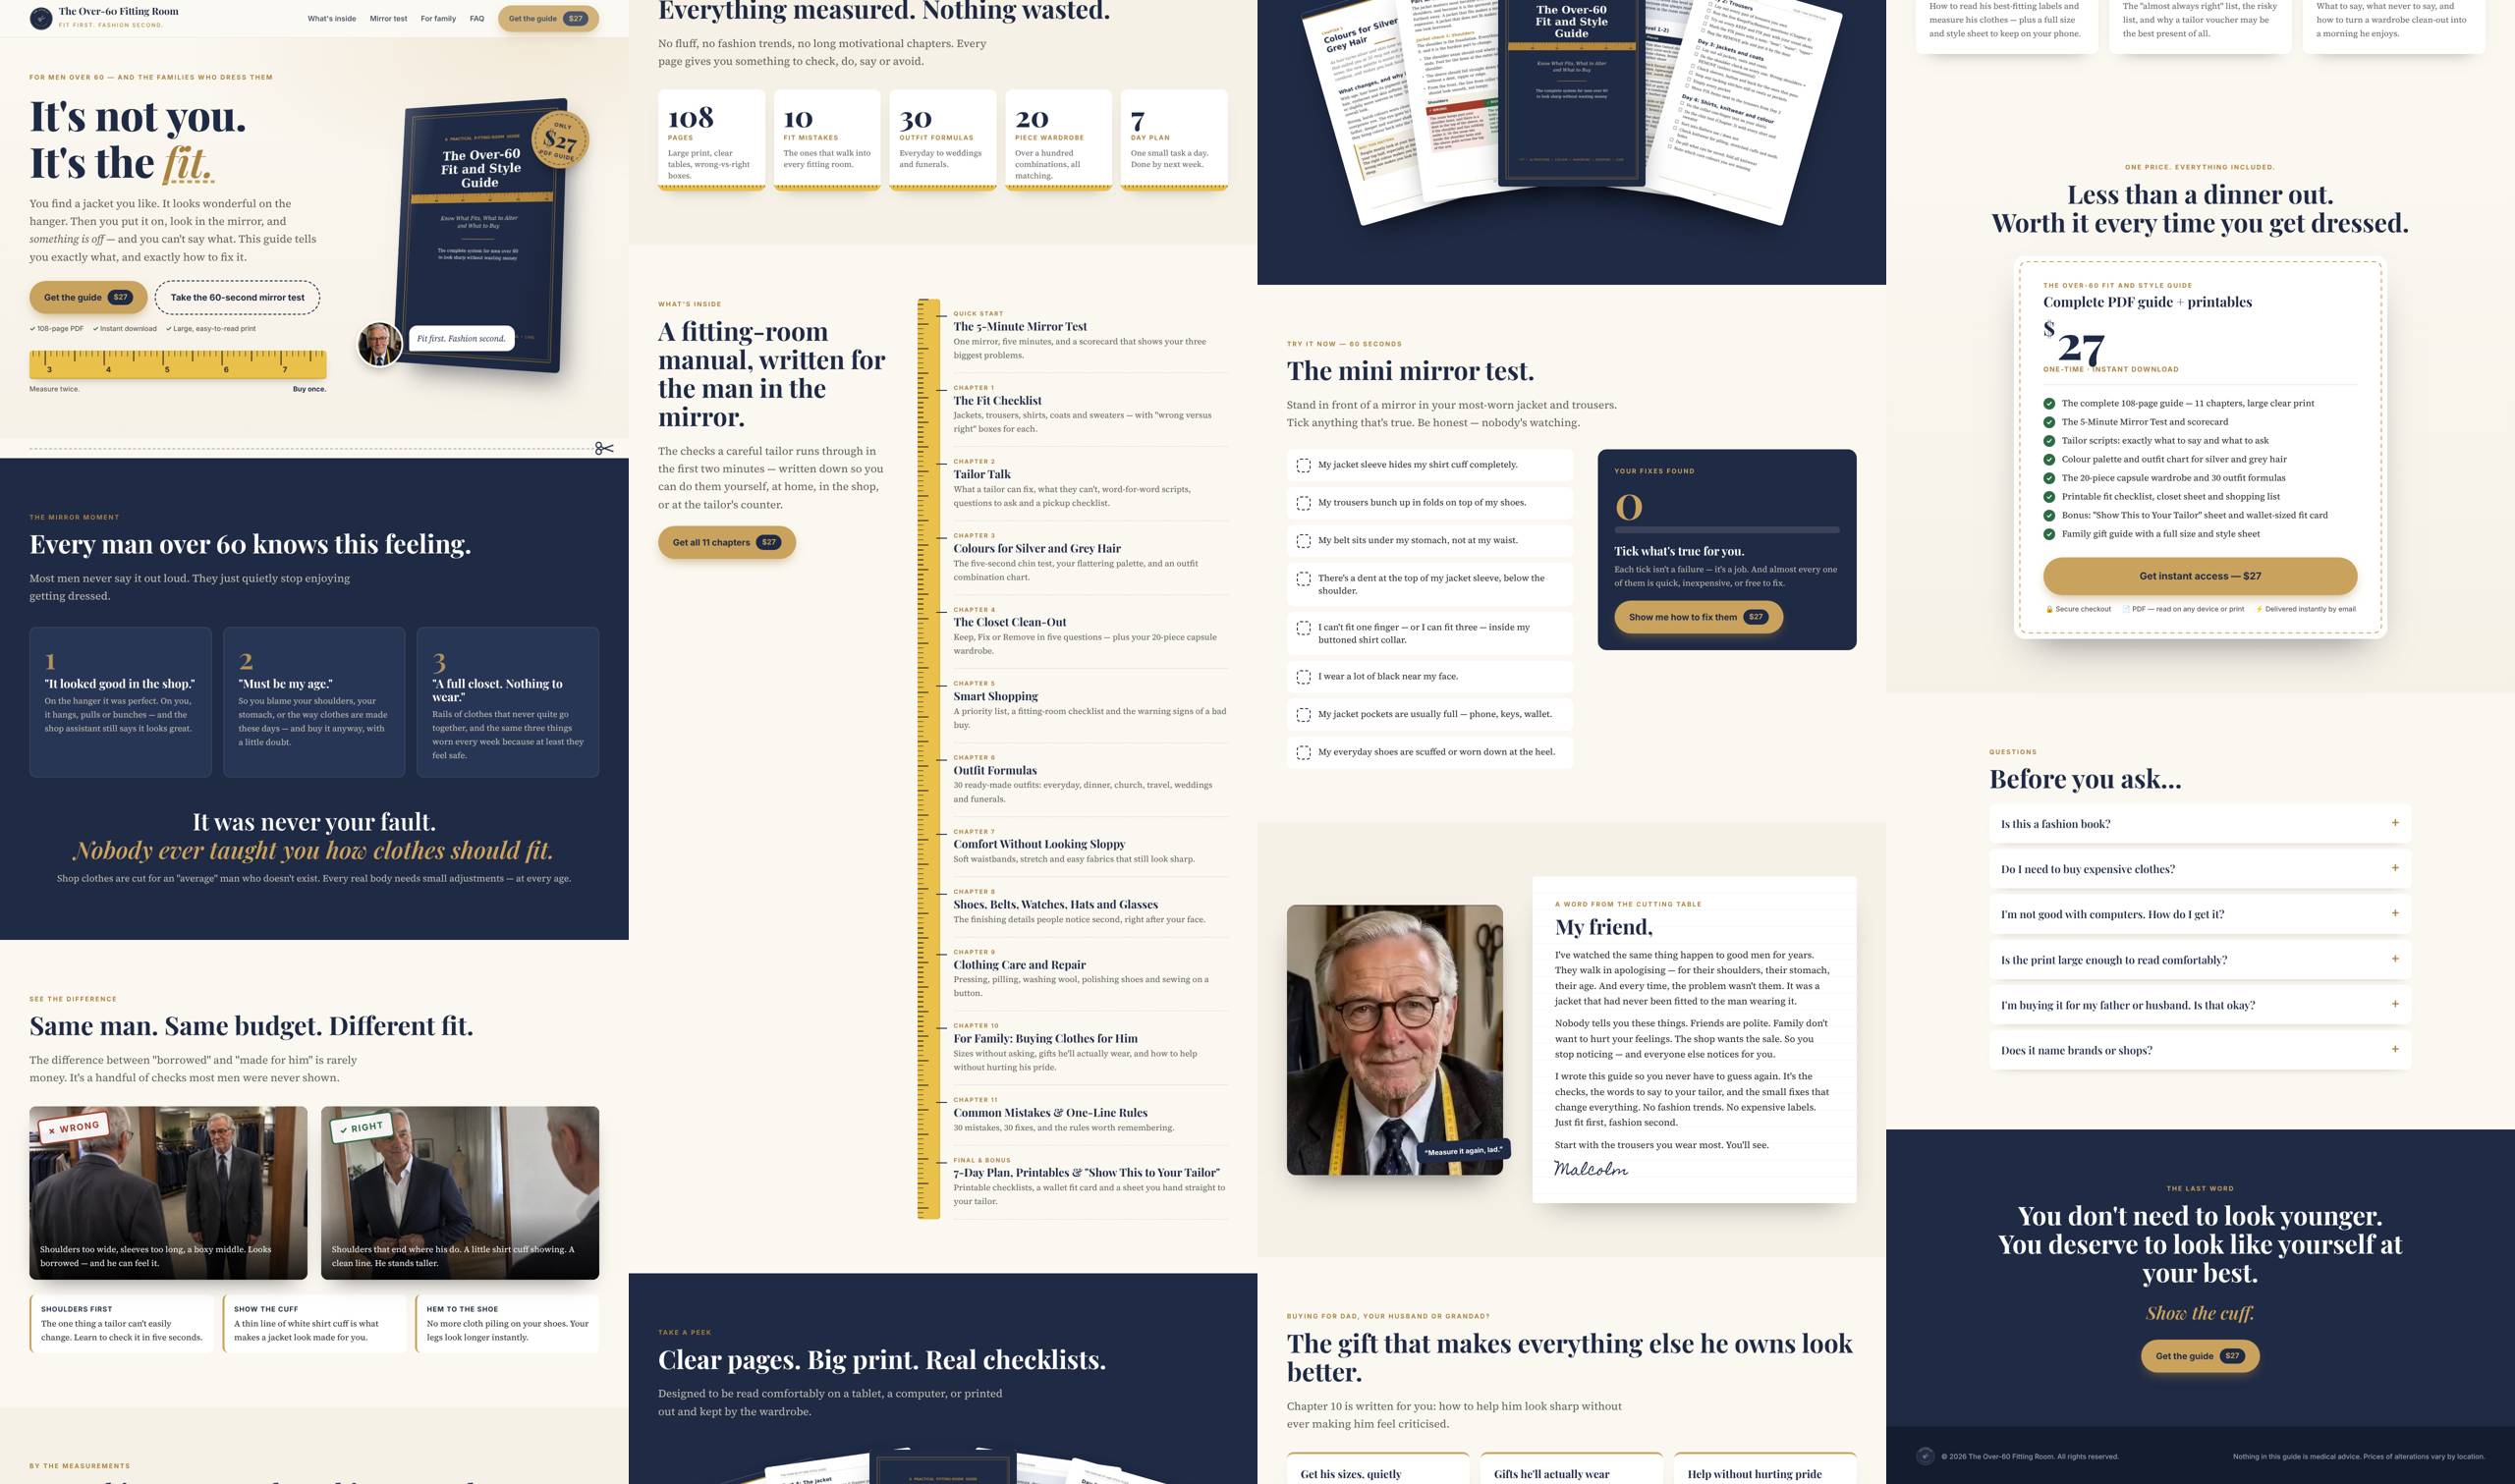 The Over-60 Fitting Room
FIT FIRST. FASHION SECOND.
What's inside
Mirror test
For family
FAQ
Get the guide $27
FOR MEN OVER 60 — AND THE FAMILIES WHO DRESS THEM
It's not you.
It's the fit.
You find a jacket you like. It looks wonderful on the
hanger. Then you put it on, look in the mirror, and
something is off — and you can't say what. This guide tells
you exactly what, and exactly how to fix it.
Get the guide $27
Take the 60-second mirror test
✓ 108-page PDF ✓ Instant download ✓ Large, easy-to-read print
3 4 5 6 7
Measure twice.
Buy once.
A PRACTICAL FITTING-ROOM GUIDE
The Over-60
Fit and Style
Guide
Know What Fits, What to Alter
and What to Buy
The complete system for men over 60
to look sharp without wasting money
ONLY
$27
PDF GUIDE
Fit first. Fashion second.
THE MIRROR MOMENT
Every man over 60 knows this feeling.
Most men never say it out loud. They just quietly stop enjoying
getting dressed.
1
"It looked good in the shop."
On the hanger it was perfect. On you,
it hangs, pulls or bunches — and the
shop assistant still says it looks great.
2
"Must be my age."
So you blame your shoulders, your
stomach, or the way clothes are made
these days — and buy it anyway, with
a little doubt.
3
"A full closet. Nothing to
wear."
Rails of clothes that never quite go
together, and the same three things
worn every week because at least they
feel safe.
It was never your fault.
Nobody ever taught you how clothes should fit.
Shop clothes are cut for an "average" man who doesn't exist. Every real body needs small adjustments — at every age.
SEE THE DIFFERENCE
Same man. Same budget. Different fit.
The difference between "borrowed" and "made for him" is rarely
money. It's a handful of checks most men were never shown.
× WRONG
Shoulders too wide, sleeves too long, a boxy middle. Looks
borrowed — and he can feel it.
✓ RIGHT
Shoulders that end where his do. A little shirt cuff showing. A
clean line. He stands taller.
SHOULDERS FIRST
The one thing a tailor can't easily
change. Learn to check it in five seconds.
SHOW THE CUFF
A thin line of white shirt cuff is what
makes a jacket look made for you.
HEM TO THE SHOE
No more cloth piling on your shoes. Your
legs look longer instantly.
BY THE MEASUREMENTS
Everything measured. Nothing wasted.
No fluff, no fashion trends, no long motivational chapters. Every
page gives you something to check, do, say or avoid.
108
PAGES
Large print, clear
tables, wrong-vs-right
boxes.
10
FIT MISTAKES
The ones that walk into
every fitting room.
30
OUTFIT FORMULAS
Everyday to weddings
and funerals.
20
PIECE WARDROBE
Over a hundred
combinations, all
matching.
7
DAY PLAN
One small task a day.
Done by next week.
WHAT'S INSIDE
A fitting-room
manual, written for
the man in the
mirror.
The checks a careful tailor runs through in
the first two minutes — written down so you
can do them yourself, at home, in the shop,
or at the tailor's counter.
Get all 11 chapters $27
QUICK START
The 5-Minute Mirror Test
One mirror, five minutes, and a scorecard that shows your three
biggest problems.
CHAPTER 1
The Fit Checklist
Jackets, trousers, shirts, coats and sweaters — with "wrong versus
right" boxes for each.
CHAPTER 2
Tailor Talk
What a tailor can fix, what they can't, word-for-word scripts,
questions to ask and a pickup checklist.
CHAPTER 3
Colours for Silver and Grey Hair
The five-second chin test, your flattering palette, and an outfit
combination chart.
CHAPTER 4
The Closet Clean-Out
Keep, Fix or Remove in five questions — plus your 20-piece capsule
wardrobe.
CHAPTER 5
Smart Shopping
A priority list, a fitting-room checklist and the warning signs of a bad
buy.
CHAPTER 6
Outfit Formulas
30 ready-made outfits: everyday, dinner, church, travel, weddings
and funerals.
CHAPTER 7
Comfort Without Looking Sloppy
Soft waistbands, stretch and easy fabrics that still look sharp.
CHAPTER 8
Shoes, Belts, Watches, Hats and Glasses
The finishing details people notice second, right after your face.
CHAPTER 9
Clothing Care and Repair
Pressing, pilling, washing wool, polishing shoes and sewing on a
button.
CHAPTER 10
For Family: Buying Clothes for Him
Sizes without asking, gifts he'll actually wear, and how to help
without hurting his pride.
CHAPTER 11
Common Mistakes & One-Line Rules
30 mistakes, 30 fixes, and the rules worth remembering.
FINAL & BONUS
7-Day Plan, Printables & "Show This to Your Tailor"
Printable checklists, a wallet fit card and a sheet you hand straight to
your tailor.
TAKE A PEEK
Clear pages. Big print. Real checklists.
Designed to be read comfortably on a tablet, a computer, or printed
out and kept by the wardrobe.
Colours for Silver
Grey Hair
The Over-60
Fit and Style
Guide
Know What Fits, What to Alter
and What to Buy
The complete system for men over 60
to look sharp without wasting money
Day 3: Jackets and coats
Day 4: Shirts, knitwear and colour
TRY IT NOW — 60 SECONDS
The mini mirror test.
Stand in front of a mirror in your most-worn jacket and trousers.
Tick anything that's true. Be honest — nobody's watching.
My jacket sleeve hides my shirt cuff completely.
My trousers bunch up in folds on top of my shoes.
My belt sits under my stomach, not at my waist.
There's a dent at the top of my jacket sleeve, below the
shoulder.
I can't fit one finger — or I can fit three — inside my
buttoned shirt collar.
I wear a lot of black near my face.
My jacket pockets are usually full — phone, keys, wallet.
My everyday shoes are scuffed or worn down at the heel.
YOUR FIXES FOUND
0
Tick what's true for you.
Each tick isn't a failure — it's a job. And almost every one
of them is quick, inexpensive, or free to fix.
Show me how to fix them $27
"Measure it again, lad."
A WORD FROM THE CUTTING TABLE
My friend,
I've watched the same thing happen to good men for years.
They walk in apologising — for their shoulders, their stomach,
their age. And every time, the problem wasn't them. It was a
jacket that had never been fitted to the man wearing it.
Nobody tells you these things. Friends are polite. Family don't
want to hurt your feelings. The shop wants the sale. So you
stop noticing — and everyone else notices for you.
I wrote this guide so you never have to guess again. It's the
checks, the words to say to your tailor, and the small fixes that
change everything. No fashion trends. No expensive labels.
Just fit first, fashion second.
Start with the trousers you wear most. You'll see.
Malcolm
BUYING FOR DAD, YOUR HUSBAND OR GRANDAD?
The gift that makes everything else he owns look
better.
Chapter 10 is written for you: how to help him look sharp without
ever making him feel criticised.
Get his sizes, quietly
How to read his best-fitting labels and
measure his clothes — plus a full size
and style sheet to keep on your phone.
Gifts he'll actually wear
The "almost always right" list, the risky
list, and why a tailor voucher may be
the best present of all.
Help without hurting pride
What to say, what never to say, and
how to turn a wardrobe clean-out into
a morning he enjoys.
ONE PRICE. EVERYTHING INCLUDED.
Less than a dinner out.
Worth it every time you get dressed.
THE OVER-60 FIT AND STYLE GUIDE
Complete PDF guide + printables
$27
ONE-TIME · INSTANT DOWNLOAD
The complete 108-page guide — 11 chapters, large clear print
The 5-Minute Mirror Test and scorecard
Tailor scripts: exactly what to say and what to ask
Colour palette and outfit chart for silver and grey hair
The 20-piece capsule wardrobe and 30 outfit formulas
Printable fit checklist, closet sheet and shopping list
Bonus: "Show This to Your Tailor" sheet and wallet-sized fit card
Family gift guide with a full size and style sheet
Get instant access — $27
🔒 Secure checkout 📄 PDF — read on any device or print ⚡ Delivered instantly by email
QUESTIONS
Before you ask...
Is this a fashion book? +
Do I need to buy expensive clothes? +
I'm not good with computers. How do I get it? +
Is the print large enough to read comfortably? +
I'm buying it for my father or husband. Is that okay? +
Does it name brands or shops? +
THE LAST WORD
You don't need to look younger.
You deserve to look like yourself at
your best.
Show the cuff.
Get the guide $27
© 2026 The Over-60 Fitting Room. All rights reserved.
Nothing in this guide is medical advice. Prices of alterations vary by location.